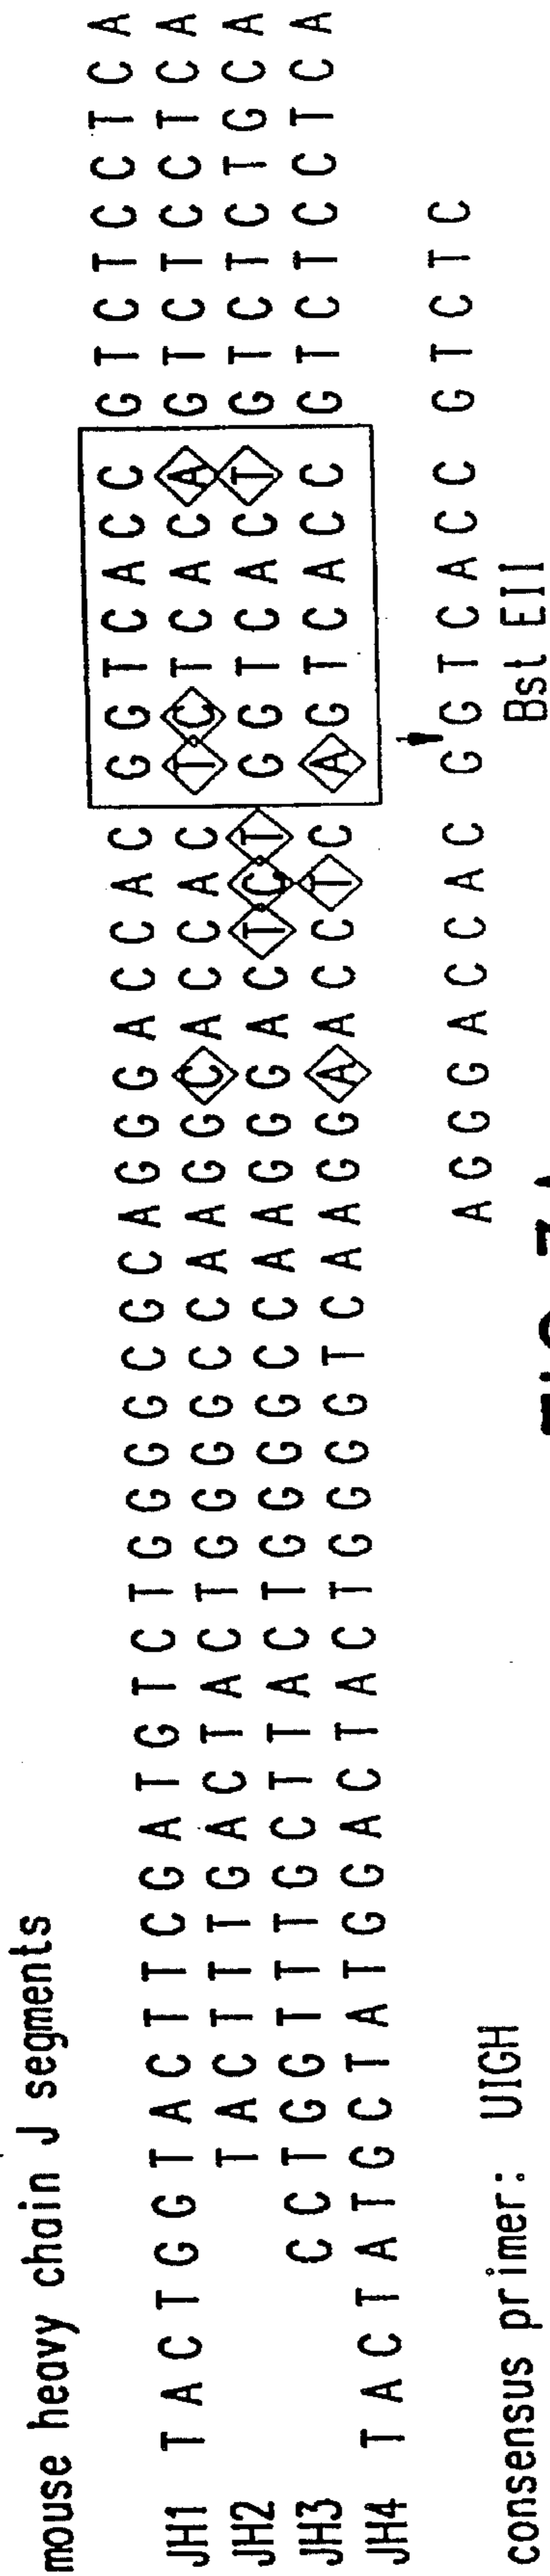 mouse heavy chain J segments
JH1 T A C T G G T A C T T C G A T G T C T G G G G C G C A G G G A C C A C G G T C A C C G T C T C C T C A
JH2 T A C T T T G A C T A C T G G G G C C A A G G C A C C A C T C T C A C A G T C T C C T C A
JH3 C C T G G T T T G C T T A C T G G G G C C A A G G G A C T C T G G T C A C T G T C T C T G C A
JH4 T A C T A T G C T A T G G A C T A C T G G G G T C A A G G A A C C T C A G T C A C C G T C T C C T C A
consensus primer: UIGH A G G G A C C A C G G T C A C C G T C T C
Bst EII